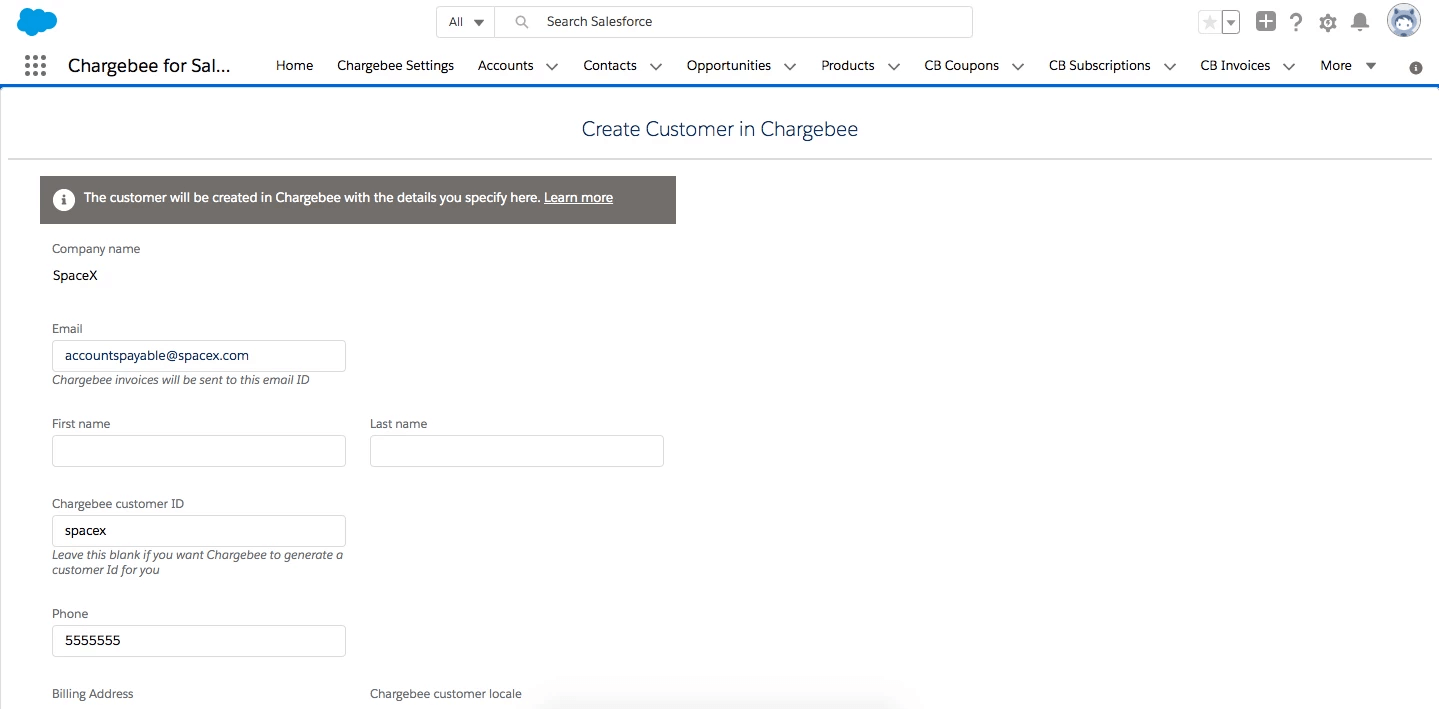 All
Search Salesforce
Chargebee for Sal...
Home
Chargebee Settings
Accounts
Contacts
Opportunities
Products
CB Coupons
CB Subscriptions
CB Invoices
More
Create Customer in Chargebee
The customer will be created in Chargebee with the details you specify here. Learn more
Company name
SpaceX
Email
accountspayable@spacex.com
Chargebee invoices will be sent to this email ID
First name
Last name
Chargebee customer ID
spacex
Leave this blank if you want Chargebee to generate a
customer Id for you
Phone
5555555
Billing Address
Chargebee customer locale